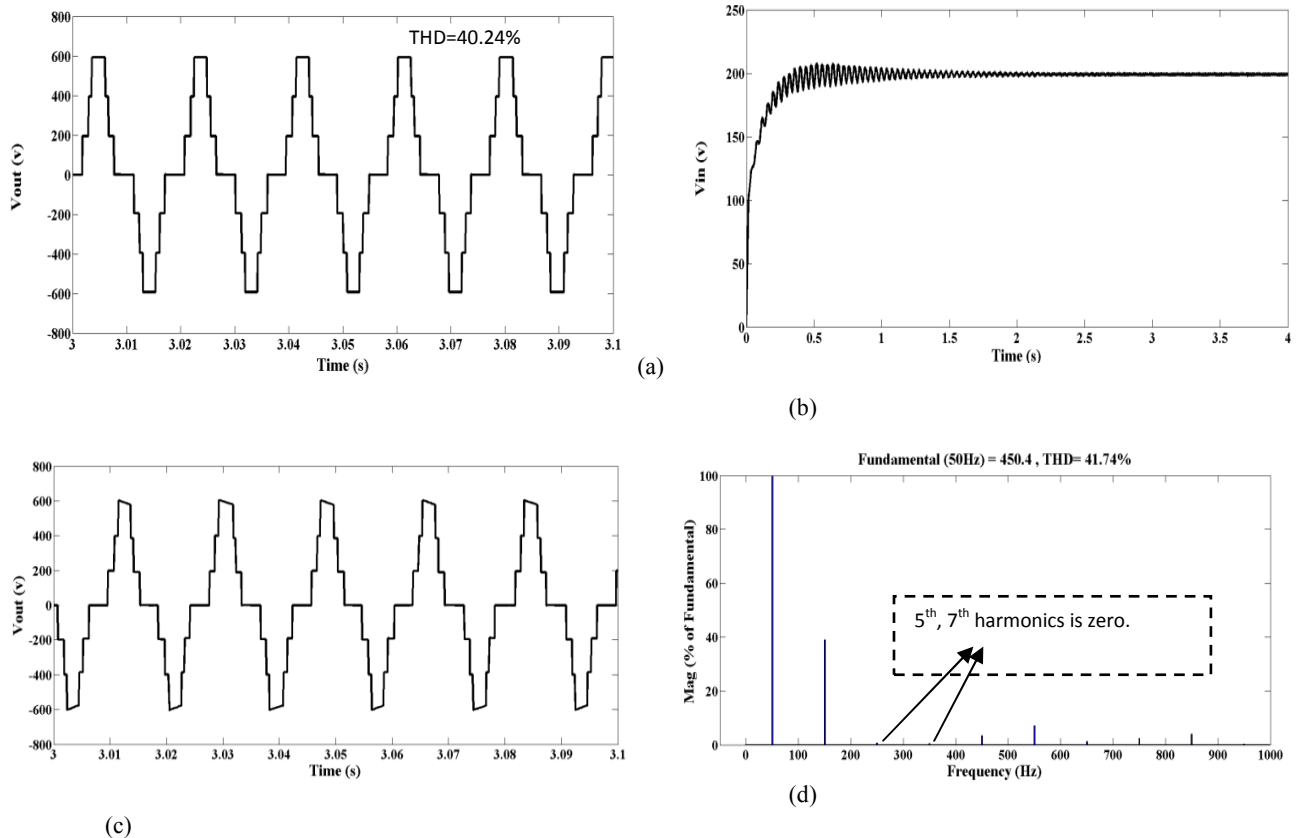 THD=40.24%
800
600
400
200
0
-200
-400
-600
-800
Vout (v)
3 3.01 3.02 3.03 3.04 3.05 3.06 3.07 3.08 3.09 3.1
Time (s)
(a)
250
200
150
100
50
0
Vin (v)
0 0.5 1 1.5 2 2.5 3 3.5 4
Time (s)
(b)
800
600
400
200
0
-200
-400
-600
-800
Vout (v)
3 3.01 3.02 3.03 3.04 3.05 3.06 3.07 3.08 3.09 3.1
Time (s)
(c)
Fundamental (50Hz) = 450.4 , THD= 41.74%
100
80
60
40
20
0
Mag (% of Fundamental)
5th, 7th harmonics is zero.
0 100 200 300 400 500 600 700 800 900 1000
Frequency (Hz)
(d)